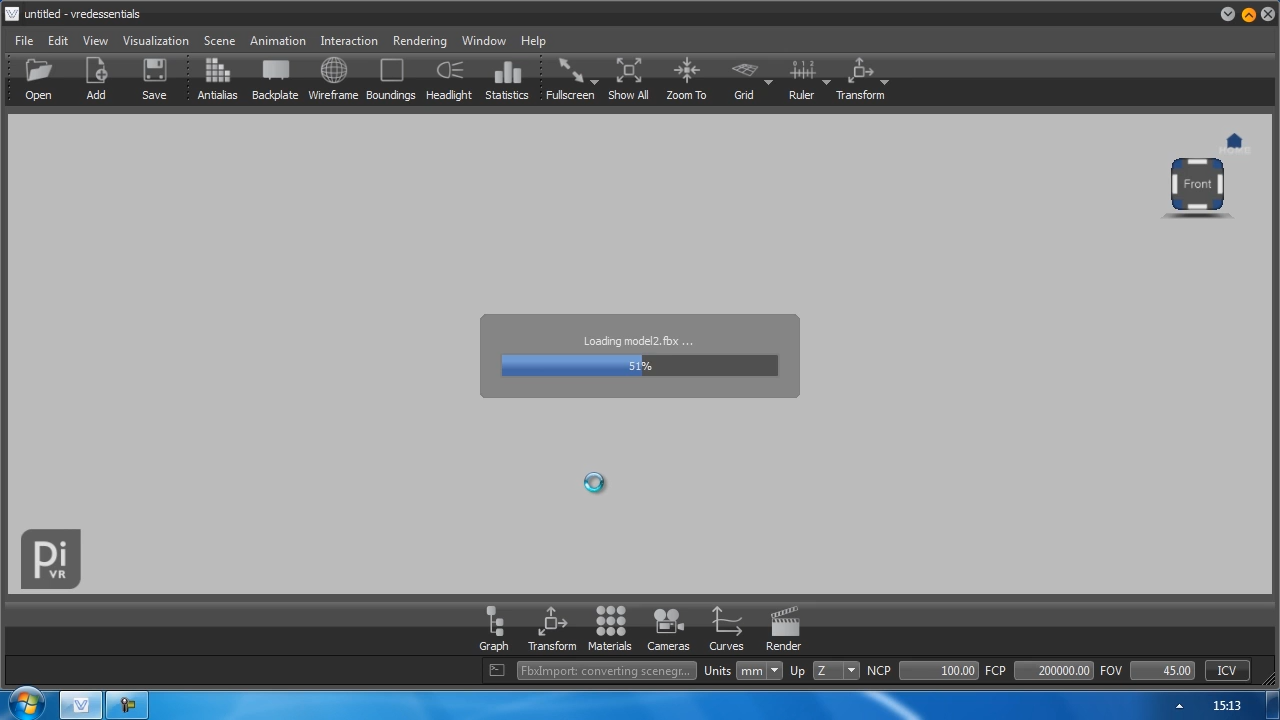 untitled - vredessentials
File Edit View Visualization Scene Animation Interaction Rendering Window Help
Open Add Save Antialias Backplate Wireframe Boundings Headlight Statistics Fullscreen Show All Zoom To Grid Ruler Transform
HOME
Front
Loading model2.fbx ...
51%
Pi
VR
Graph Transform Materials Cameras Curves Render
FbxImport: converting scenegr... Units mm Up Z NCP 100.00 FCP 200000.00 FOV 45.00 ICV
15:13